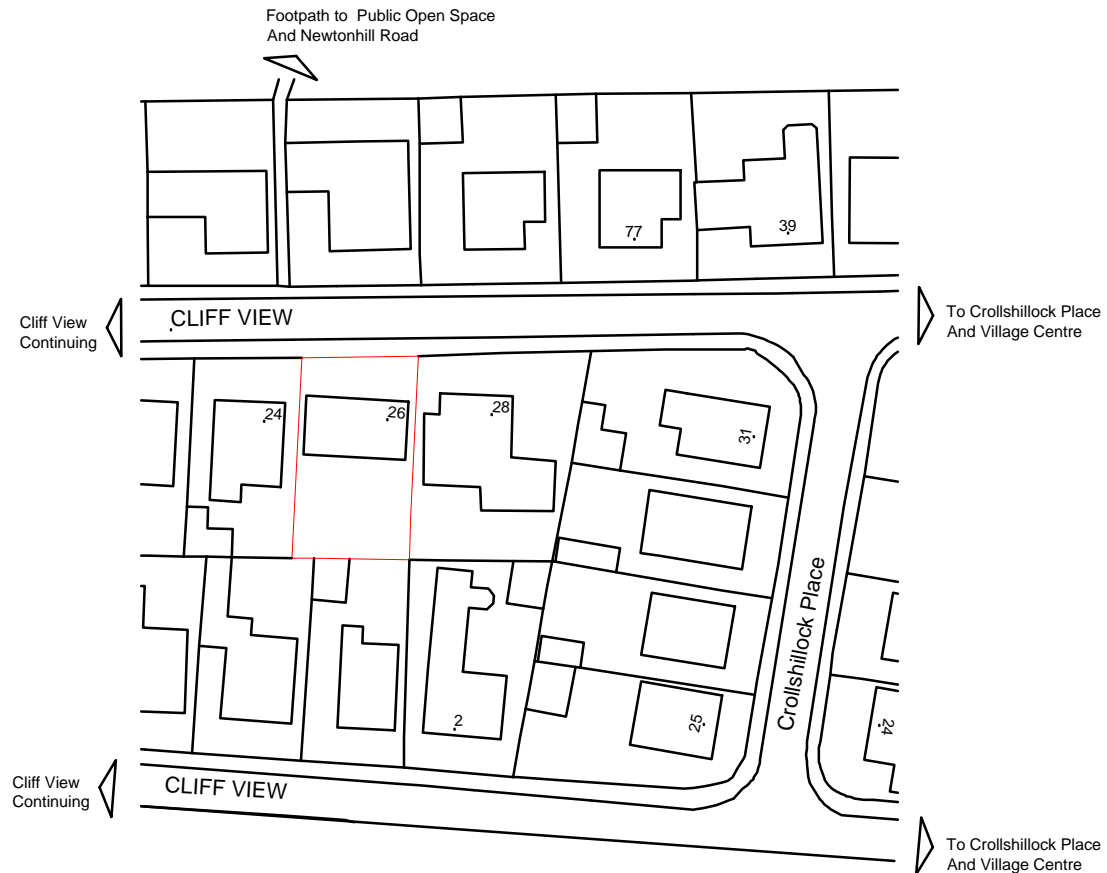 Footpath to Public Open Space
And Newtonhill Road
77
39
Cliff View
Continuing
CLIFF VIEW
To Crollshillock Place
And Village Centre
24
26
28
31
Crollshillock Place
2
25
24
Cliff View
Continuing
CLIFF VIEW
To Crollshillock Place
And Village Centre